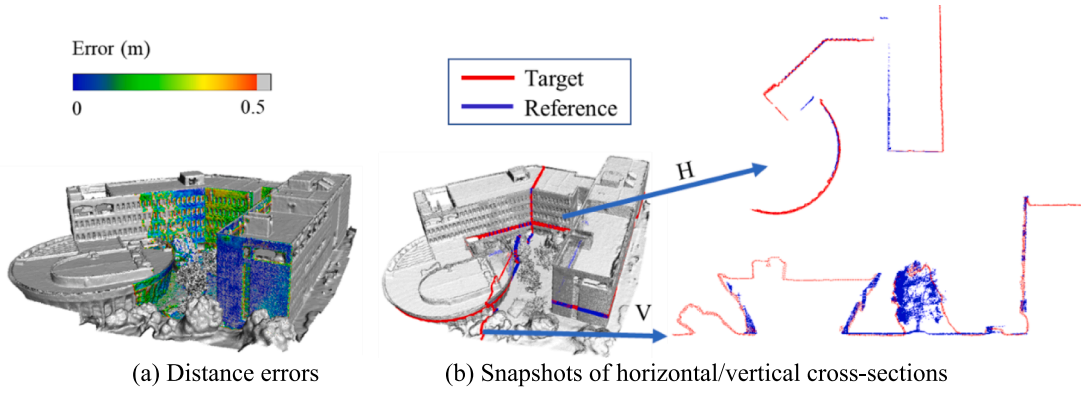 Error (m)
0
0.5
Target
Reference
H
V
(a) Distance errors
(b) Snapshots of horizontal/vertical cross-sections